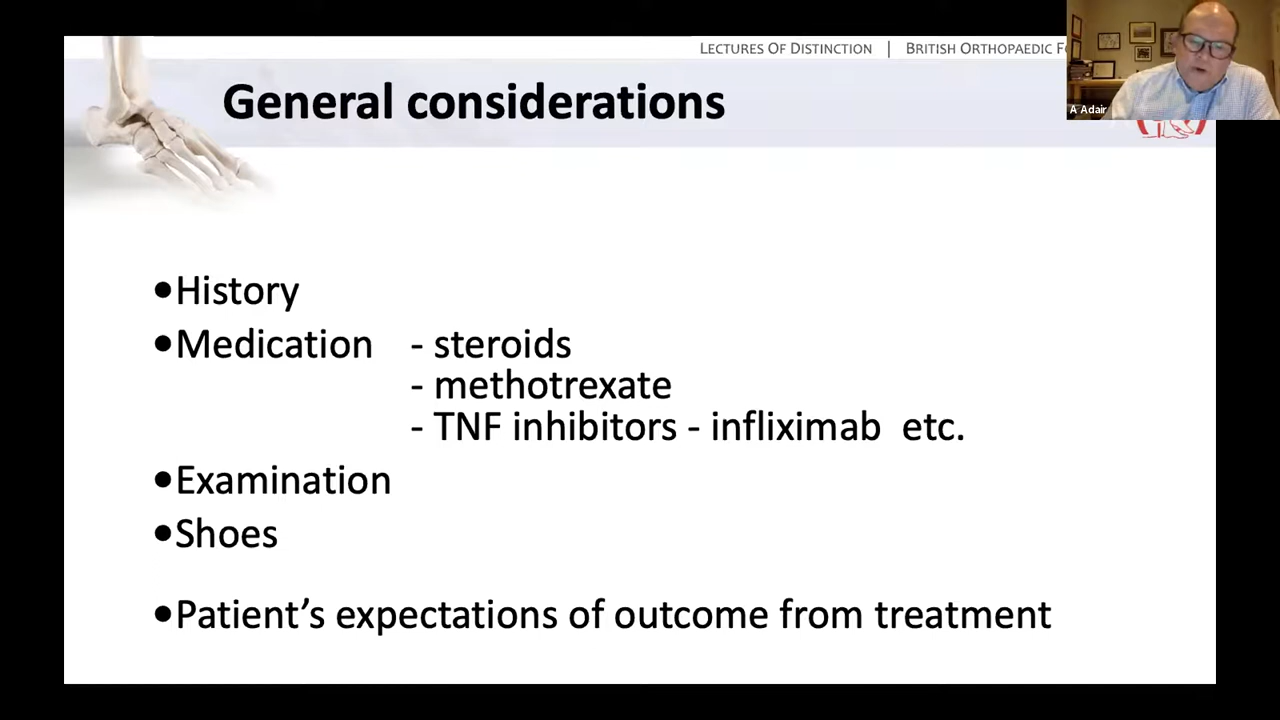 LECTURES OF DISTINCTION | BRITISH ORTHOPAEDIC
A Adair
General considerations
•History
•Medication - steroids
- methotrexate
- TNF inhibitors - infliximab etc.
•Examination
•Shoes
•Patient’s expectations of outcome from treatment